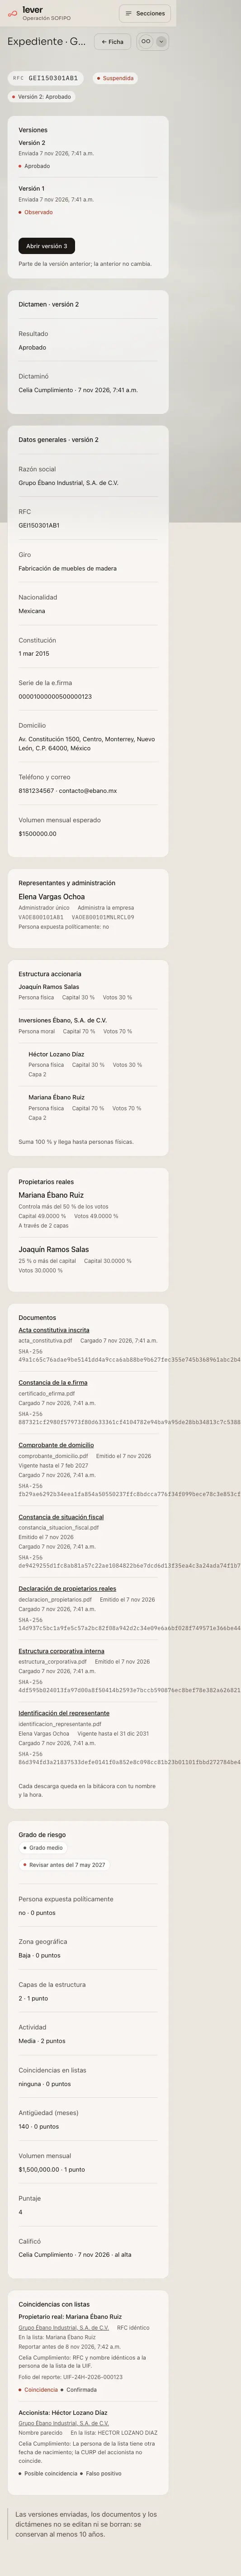 lever
Operación SOFIPO
Secciones
Expediente · G...
← Ficha
OO
RFC GEI150301AB1
Suspendida
Versión 2: Aprobado
Versiones
Versión 2
Enviada 7 nov 2026, 7:41 a.m.
Aprobado
Versión 1
Enviada 7 nov 2026, 7:41 a.m.
Observado
Abrir versión 3
Parte de la versión anterior; la anterior no cambia.
Dictamen · versión 2
Resultado
Aprobado
Dictaminó
Celia Cumplimiento · 7 nov 2026, 7:41 a.m.
Datos generales · versión 2
Razón social
Grupo Ébano Industrial, S.A. de C.V.
RFC
GEI150301AB1
Giro
Fabricación de muebles de madera
Nacionalidad
Mexicana
Constitución
1 mar 2015
Serie de la e.firma
00001000000500000123
Domicilio
Av. Constitución 1500, Centro, Monterrey, Nuevo
León, C.P. 64000, México
Teléfono y correo
8181234567 · contacto@ebano.mx
Volumen mensual esperado
$1500000.00
Representantes y administración
Elena Vargas Ochoa
Administrador único Administra la empresa
VAOE800101AB1 VAOE800101MNLRCL09
Persona expuesta políticamente: no
Estructura accionaria
Joaquín Ramos Salas
Persona física Capital 30 % Votos 30 %
Inversiones Ébano, S.A. de C.V.
Persona moral Capital 70 % Votos 70 %
Héctor Lozano Díaz
Persona física Capital 30 % Votos 30 %
Capa 2
Mariana Ébano Ruiz
Persona física Capital 70 % Votos 70 %
Capa 2
Suma 100 % y llega hasta personas físicas.
Propietarios reales
Mariana Ébano Ruiz
Controla más del 50 % de los votos
Capital 49.0000 % Votos 49.0000 %
A través de 2 capas
Joaquín Ramos Salas
25 % o más del capital Capital 30.0000 %
Votos 30.0000 %
Documentos
Acta constitutiva inscrita
acta_constitutiva.pdf Cargado 7 nov 2026, 7:41 a.m.
SHA-256
Constancia de la e.firma
certificado_efirma.pdf
Cargado 7 nov 2026, 7:41 a.m.
SHA-256
Comprobante de domicilio
comprobante_domicilio.pdf Emitido el 7 nov 2026
Vigente hasta el 7 feb 2027
Cargado 7 nov 2026, 7:41 a.m.
SHA-256
Constancia de situación fiscal
constancia_situacion_fiscal.pdf
Emitido el 7 nov 2026
Cargado 7 nov 2026, 7:41 a.m.
SHA-256
Declaración de propietarios reales
declaracion_propietarios.pdf Emitido el 7 nov 2026
Cargado 7 nov 2026, 7:41 a.m.
SHA-256
Estructura corporativa interna
estructura_corporativa.pdf Emitido el 7 nov 2026
Cargado 7 nov 2026, 7:41 a.m.
SHA-256
Identificación del representante
identificacion_representante.pdf
Elena Vargas Ochoa Vigente hasta el 31 dic 2031
Cargado 7 nov 2026, 7:41 a.m.
SHA-256
Cada descarga queda en la bitácora con tu nombre
y la hora.
Grado de riesgo
Grado medio
Revisar antes del 7 may 2027
Persona expuesta políticamente
no · 0 puntos
Zona geográfica
Baja · 0 puntos
Capas de la estructura
2 · 1 punto
Actividad
Media · 2 puntos
Coincidencias en listas
ninguna · 0 puntos
Antigüedad (meses)
140 · 0 puntos
Volumen mensual
$1,500,000.00 · 1 punto
Puntaje
4
Calificó
Celia Cumplimiento · 7 nov 2026 · al alta
Coincidencias con listas
Propietario real: Mariana Ébano Ruiz
Grupo Ébano Industrial, S.A. de C.V. RFC idéntico
En la lista: Mariana Ébano Ruiz
Reportar antes de 8 nov 2026, 7:42 a.m.
Celia Cumplimiento: RFC y nombre idénticos a la
persona de la lista de la UIF.
Folio del reporte: UIF-24H-2026-000123
Coincidencia Confirmada
Accionista: Héctor Lozano Díaz
Grupo Ébano Industrial, S.A. de C.V.
Nombre parecido En la lista: HECTOR LOZANO DIAZ
Celia Cumplimiento: La persona de la lista tiene otra
fecha de nacimiento; la CURP del accionista no
coincide.
Posible coincidencia Falso positivo
Las versiones enviadas, los documentos y los
dictámenes no se editan ni se borran: se
conservan al menos 10 años.